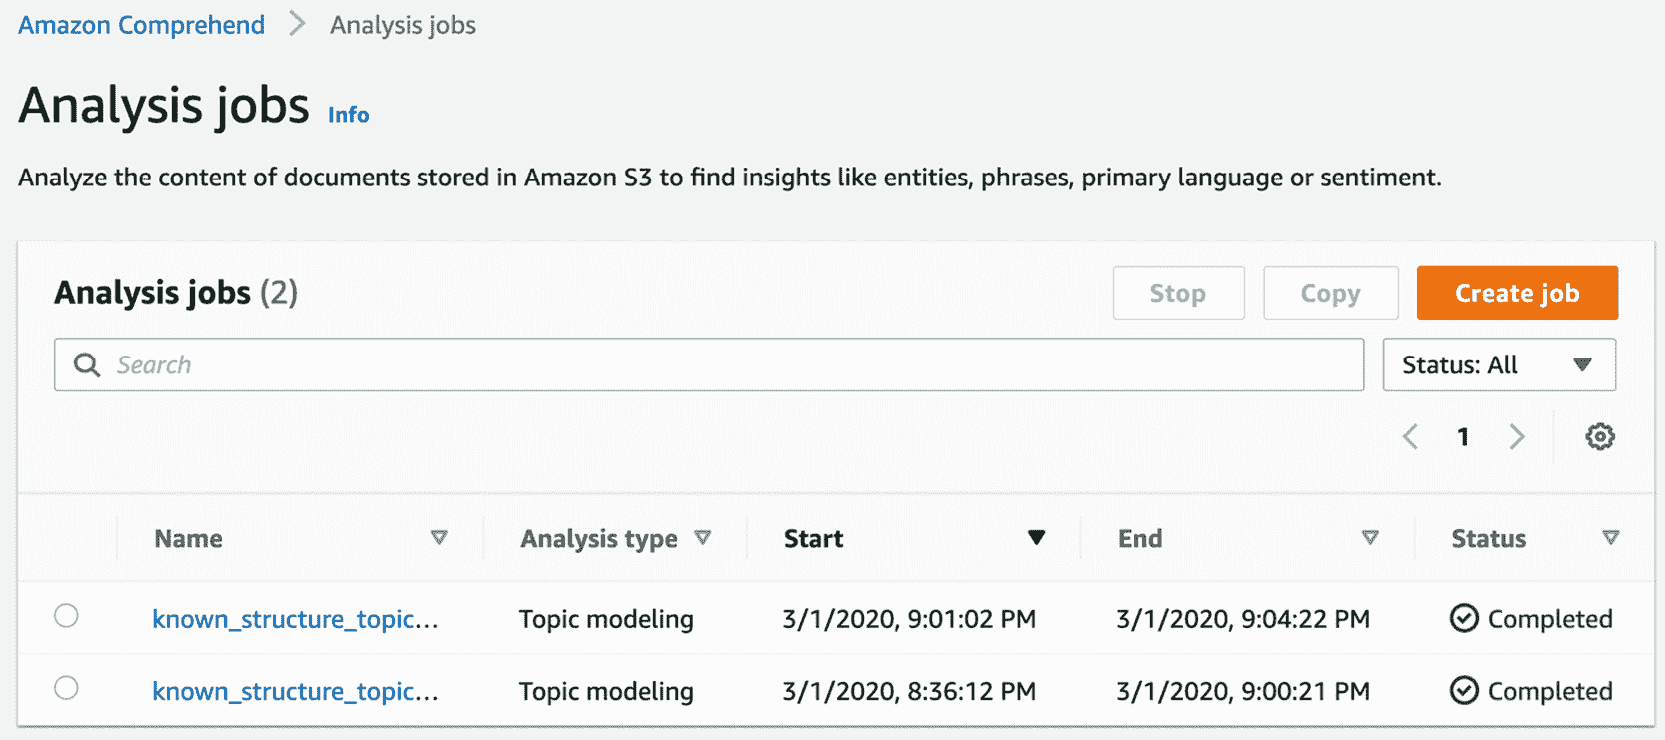 Amazon Comprehend > Analysis jobs
Analysis jobs Info
Analyze the content of documents stored in Amazon S3 to find insights like entities, phrases, primary language or sentiment.
Analysis jobs (2) Stop Copy Create job
Search Status: All
1
Name Analysis type Start End Status
known_structure_topic... Topic modeling 3/1/2020, 9:01:02 PM 3/1/2020, 9:04:22 PM Completed
known_structure_topic... Topic modeling 3/1/2020, 8:36:12 PM 3/1/2020, 9:00:21 PM Completed